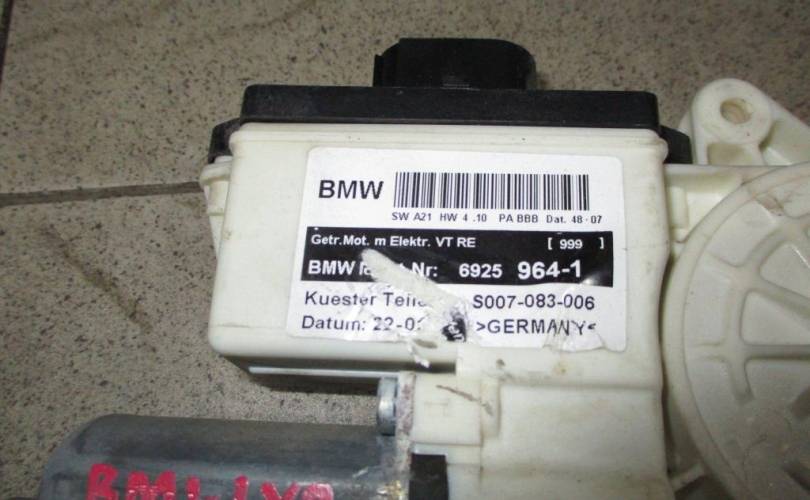 BMW
SW A21 HW 4.10 PA BBB Dat. 48-07
Getr.Mot. m Elektr. VT RE [ 999 ]
BMW Nr: 6925 964-1
Kuester S007-083-006
Datum: >GERMANY<
BMW